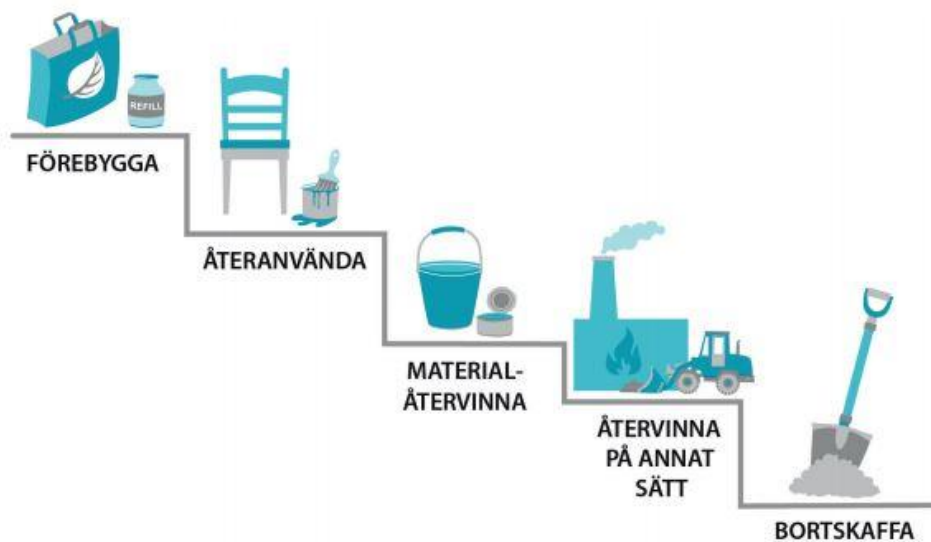 REFILL
FÖREBYGGA
ÅTERANVÄNDA
MATERIAL-
ÅTERVINNA
ÅTERVINNA
PÅ ANNAT
SÄTT
BORTSKAFFA